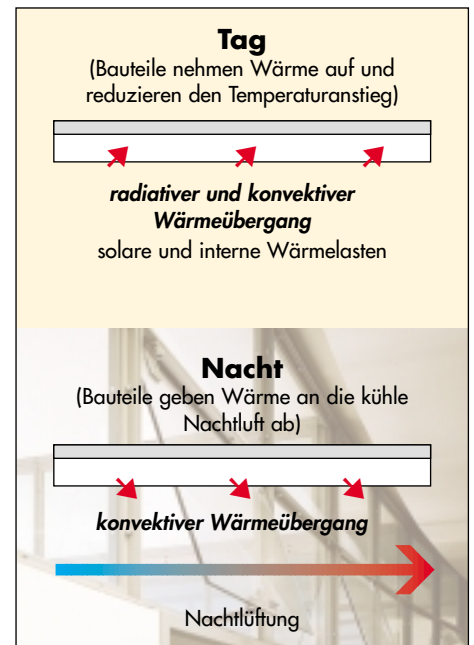 Tag
(Bauteile nehmen Wärme auf und
reduzieren den Temperaturanstieg)
radiativer und konvektiver
Wärmeübergang
solare und interne Wärmelasten
Nacht
(Bauteile geben Wärme an die kühle
Nachtluft ab)
konvektiver Wärmeübergang
Nachtlüftung